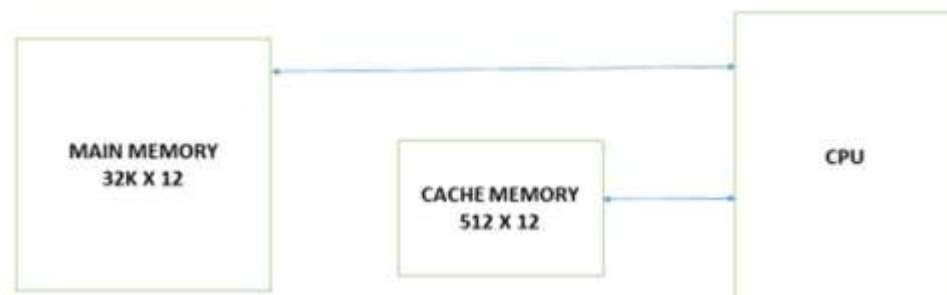 MAIN MEMORY
32K X 12
CACHE MEMORY
512 X 12
CPU